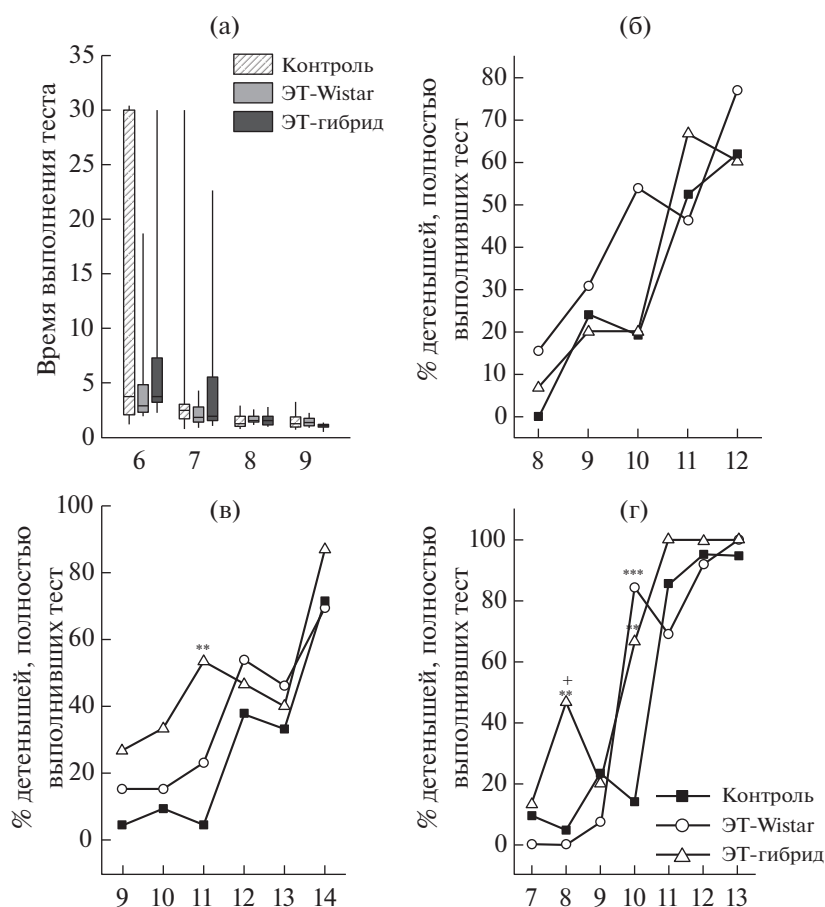 (а)
Время выполнения теста
35
30
25
20
15
10
5
0
6 7 8 9
Контроль
ЭТ-Wistar
ЭТ-гибрид
(б)
% детенышей, полностью
выполнивших тест
80
70
60
50
40
30
20
10
0
8 9 10 11 12
(в)
% детенышей, полностью
выполнивших тест
100
80
60
40
20
0
**
9 10 11 12 13 14
(г)
% детенышей, полностью
выполнивших тест
100
80
60
40
20
0
***
**
+
**
7 8 9 10 11 12 13
Контроль
ЭТ-Wistar
ЭТ-гибрид